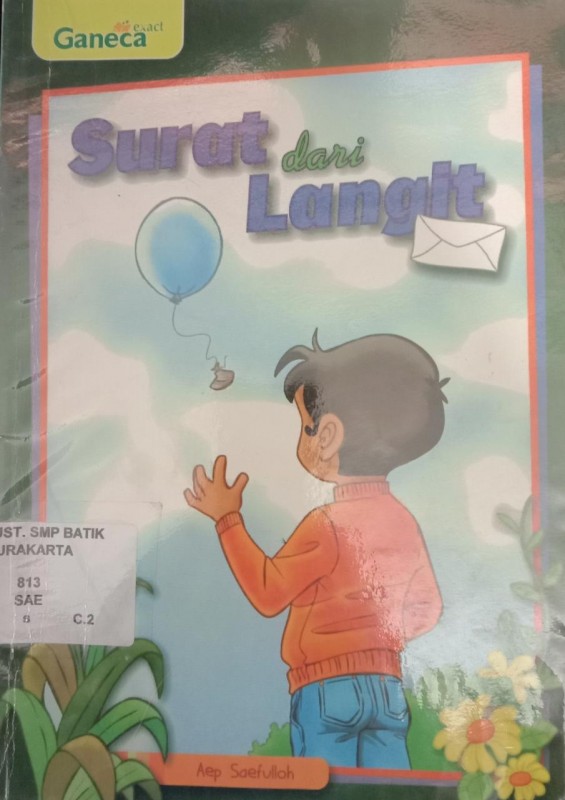 Ganeca exact
Surat dari
Langit
UST. SMP BATIK
URAKARTA
813
SAE
C.2
Aep Saefulloh